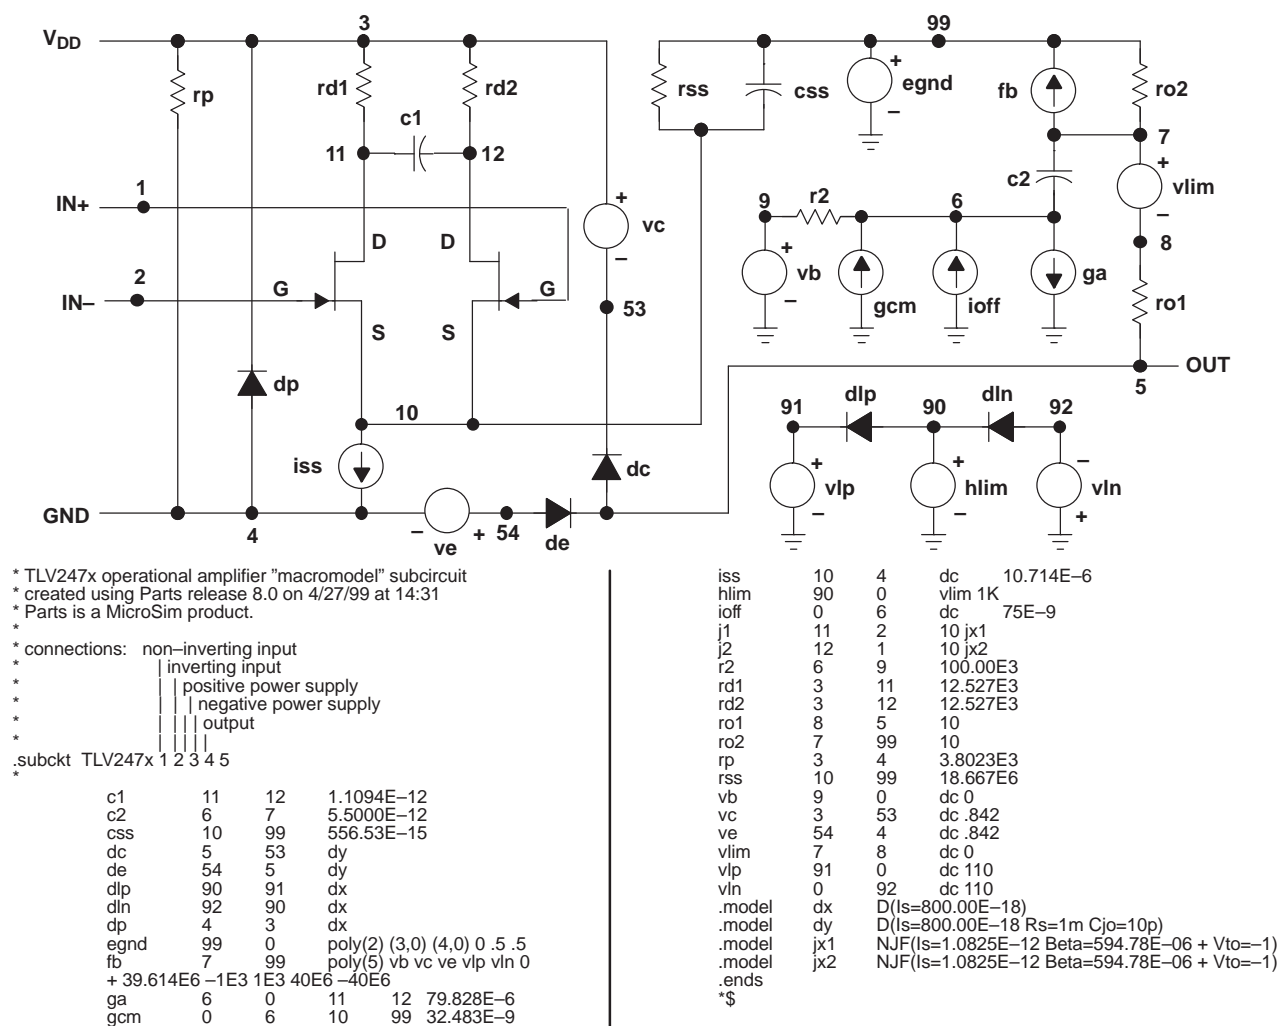 3
99
VDD
rp
rd1
rd2
c1
11
12
rss
css
egnd
+
–
fb
ro2
7
c2
+
vlim
–
8
1
IN+
2
IN–
D
D
G
G
S
S
+
vc
–
53
9
r2
6
+
vb
–
gcm
ioff
ga
ro1
OUT
5
dp
10
iss
dc
GND
4
–
ve
+
54
de
91
dlp
90
dln
92
+
vlp
–
+
hlim
–
–
vln
+
* TLV247x operational amplifier ”macromodel” subcircuit
* created using Parts release 8.0 on 4/27/99 at 14:31
* Parts is a MicroSim product.
*
* connections: non–inverting input
* | inverting input
* | | positive power supply
* | | | negative power supply
* | | | | output
* | | | | |
.subckt TLV247x 1 2 3 4 5
*
c1 11 12 1.1094E–12
c2 6 7 5.5000E–12
css 10 99 556.53E–15
dc 5 53 dy
de 54 5 dy
dlp 90 91 dx
dln 92 90 dx
dp 4 3 dx
egnd 99 0 poly(2) (3,0) (4,0) 0 .5 .5
fb 7 99 poly(5) vb vc ve vlp vln 0
+ 39.614E6 –1E3 1E3 40E6 –40E6
ga 6 0 11 12 79.828E–6
gcm 0 6 10 99 32.483E–9
iss 10 4 dc 10.714E–6
hlim 90 0 vlim 1K
ioff 0 6 dc 75E–9
j1 11 2 10 jx1
j2 12 1 10 jx2
r2 6 9 100.00E3
rd1 3 11 12.527E3
rd2 3 12 12.527E3
ro1 8 5 10
ro2 7 99 10
rp 3 4 3.8023E3
rss 10 99 18.667E6
vb 9 0 dc 0
vc 3 53 dc .842
ve 54 4 dc .842
vlim 7 8 dc 0
vlp 91 0 dc 110
vln 0 92 dc 110
.model dx D(Is=800.00E–18)
.model dy D(Is=800.00E–18 Rs=1m Cjo=10p)
.model jx1 NJF(Is=1.0825E–12 Beta=594.78E–06 + Vto=–1)
.model jx2 NJF(Is=1.0825E–12 Beta=594.78E–06 + Vto=–1)
.ends
*$